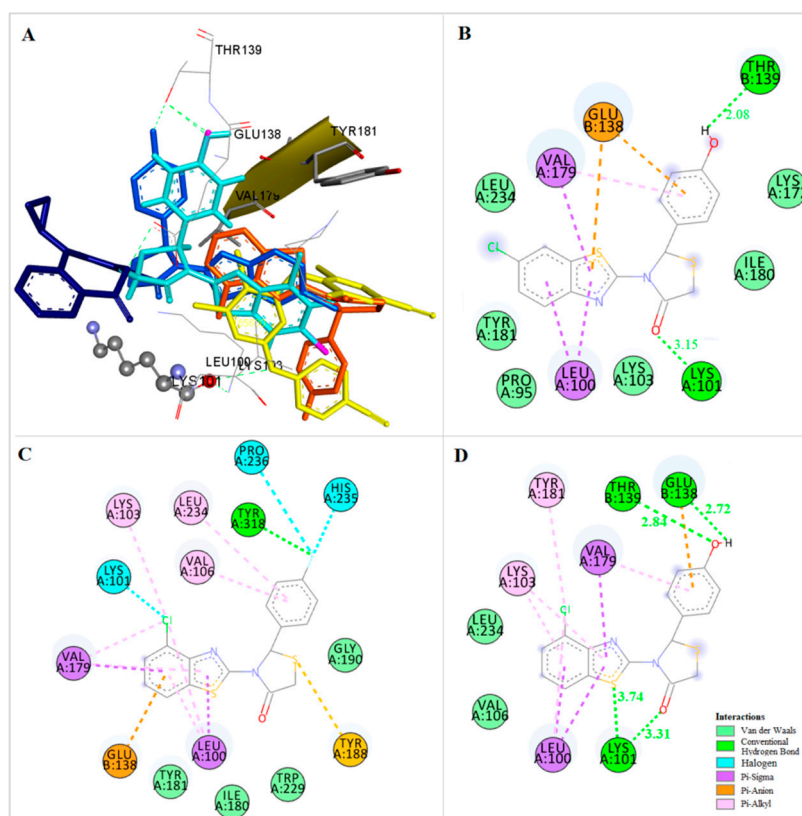 A
THR139
GLU138
TYR181
VAL179
LEU100
LYS103
LYS101
B
THR
B:139
2.08
H
O
GLU
B:138
VAL
A:179
LEU
A:234
LYS
A:172
Cl
S
N
N
S
ILE
A:180
O
TYR
A:181
PRO
A:95
LEU
A:100
LYS
A:103
3.15
LYS
A:101
C
PRO
A:236
HIS
A:235
LYS
A:103
LEU
A:234
TYR
A:318
VAL
A:106
LYS
A:101
Cl
VAL
A:179
N
S
N
S
O
GLY
A:190
GLU
B:138
TYR
A:181
LEU
A:100
ILE
A:180
TRP
A:229
TYR
A:188
D
TYR
A:181
THR
B:139
GLU
B:138
2.72
2.84
O
H
LYS
A:103
VAL
A:179
LEU
A:234
Cl
N
S
N
S
O
VAL
A:106
3.74
3.31
LEU
A:100
LYS
A:101
Interactions
Van der Waals
Conventional
Hydrogen Bond
Halogen
Pi-Sigma
Pi-Anion
Pi-Alkyl